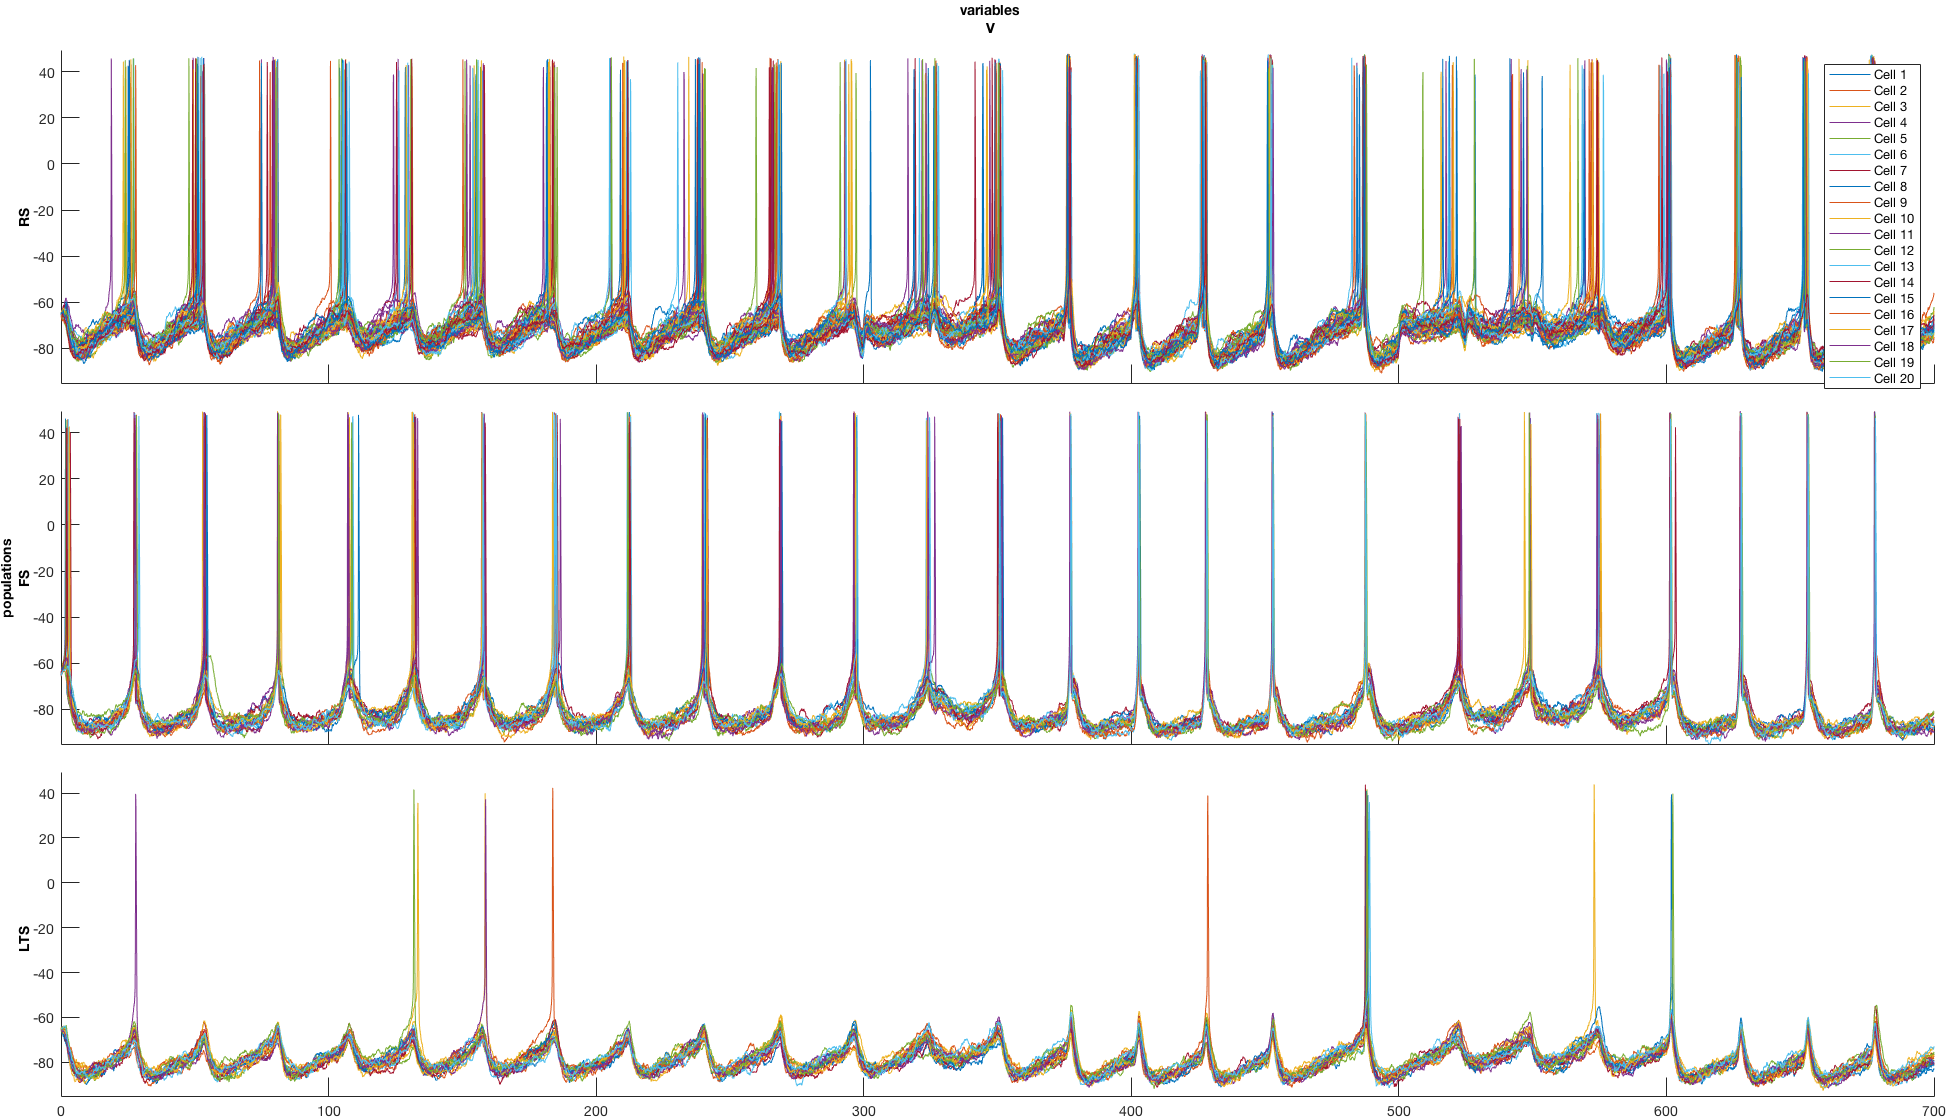 variables
V
40
20
0
-20
-40
-60
-80
RS
Cell 1
Cell 2
Cell 3
Cell 4
Cell 5
Cell 6
Cell 7
Cell 8
Cell 9
Cell 10
Cell 11
Cell 12
Cell 13
Cell 14
Cell 15
Cell 16
Cell 17
Cell 18
Cell 19
Cell 20
populations
FS
40
20
0
-20
-40
-60
-80
LTS
40
20
0
-20
-40
-60
-80
0 100 200 300 400 500 600 700